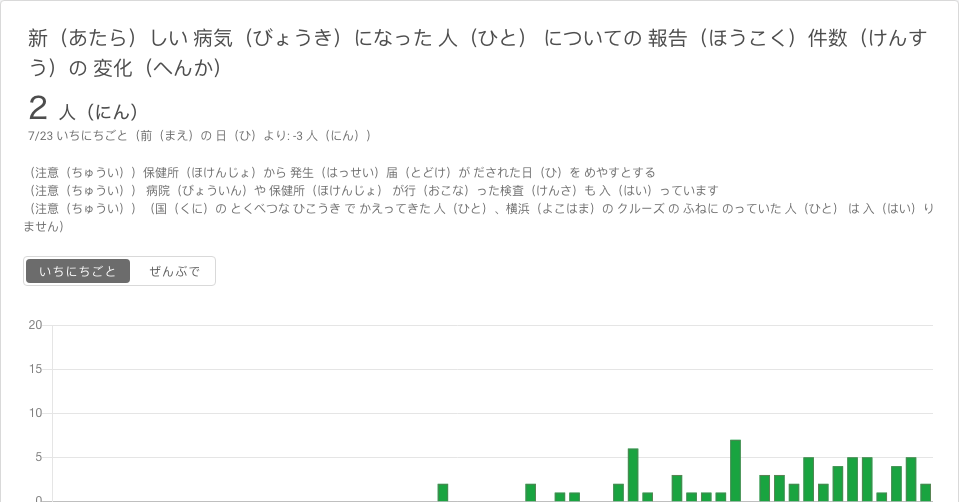 新（あたら）しい 病気（びょうき）になった 人（ひと） についての 報告（ほうこく）件数（けんす
う）の 変化（へんか）
2 人（にん）
7/23 いちにちごと（前（まえ）の 日（ひ）より: -3 人（にん））
（注意（ちゅうい））保健所（ほけんじょ）から 発生（はっせい）届（とどけ）が だされた日（ひ）を めやすとする
（注意（ちゅうい）） 病院（びょういん）や 保健所（ほけんじょ） が行（おこな）った検査（けんさ）も 入（はい）っています
（注意（ちゅうい））（国（くに）の とくべつな ひこうき で かえってきた 人（ひと）、横浜（よこはま）の クルーズ の ふねに のっていた 人（ひと） は 入（はい）り
ません）
いちにちごと ぜんぶで
20
15
10
5
0